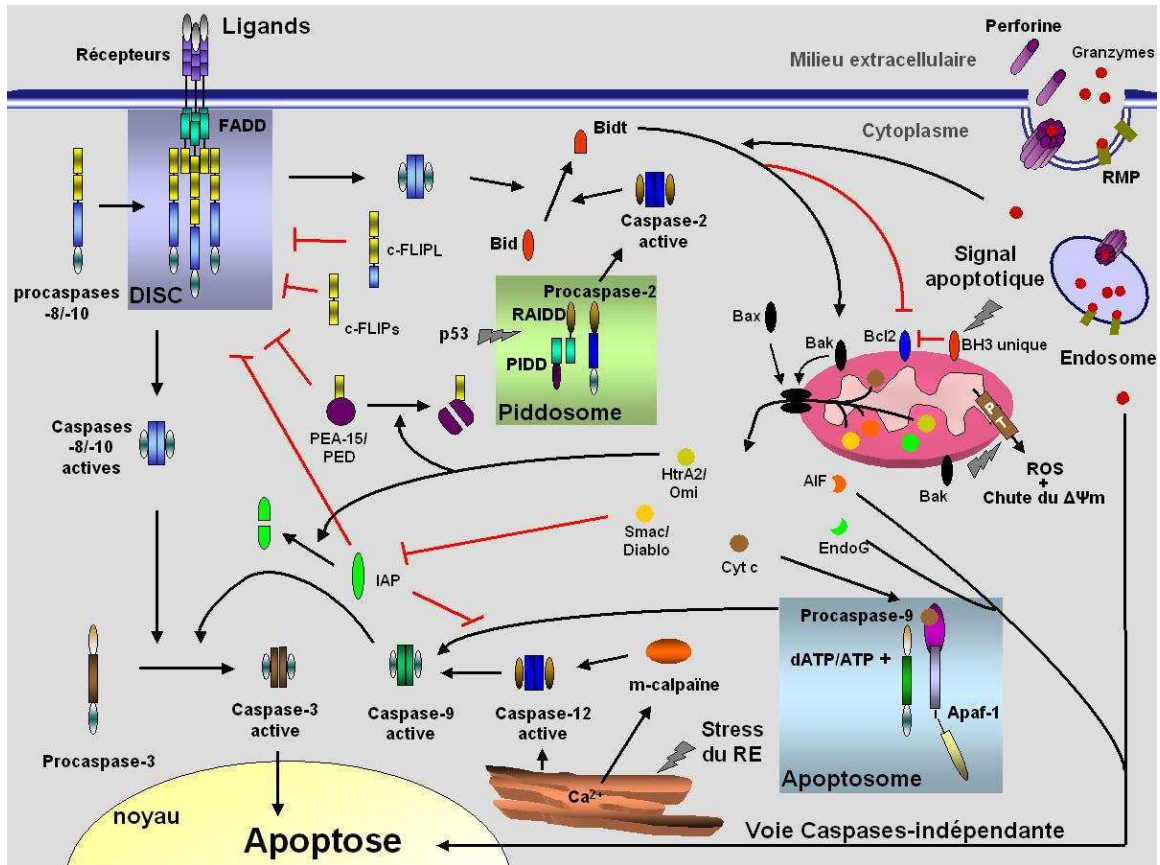 Ligands
Récepteurs
Perforine
Granzymes
Milieu extracellulaire
FADD
Cytoplasme
Bidt
RMP
Caspase-2
active
c-FLIPL
Bid
Signal
apoptotique
procaspases
-8/-10
DISC
c-FLIPs
Procaspase-2
RAIDD
p53
PIDD
Piddosome
Bax
Bak
Bcl2
BH3 unique
Endosome
PEA-15/
PED
Caspases
-8/-10
actives
HtrA2/
Omi
PTP
AIF
Bak
ROS
+
Chute du ΔΨm
Smac/
Diablo
EndoG
Cyt c
IAP
Procaspase-9
dATP/ATP +
m-calpaïne
Apaf-1
Caspase-3
active
Caspase-9
active
Caspase-12
active
Procaspase-3
Stress
du RE
Apoptosome
Ca2+
noyau
Apoptose
Voie Caspases-indépendante